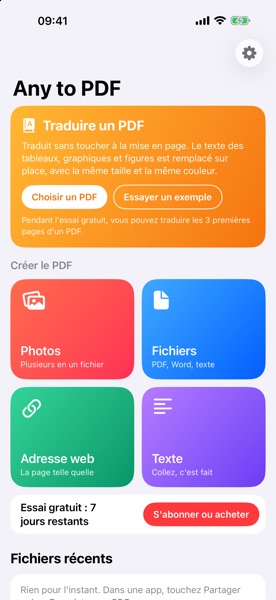 09:41
Any to PDF
Traduire un PDF
Traduit sans toucher à la mise en page. Le texte des
tableaux, graphiques et figures est remplacé sur
place, avec la même taille et la même couleur.
Choisir un PDF
Essayer un exemple
Pendant l'essai gratuit, vous pouvez traduire les 3 premières
pages d'un PDF.
Créer le PDF
Photos
Plusieurs en un fichier
Fichiers
PDF, Word, texte
Adresse web
La page telle quelle
Texte
Collez, c'est fait
Essai gratuit : 7
jours restants
S'abonner ou acheter
Fichiers récents
Rien pour l'instant. Dans une app, touchez Partager